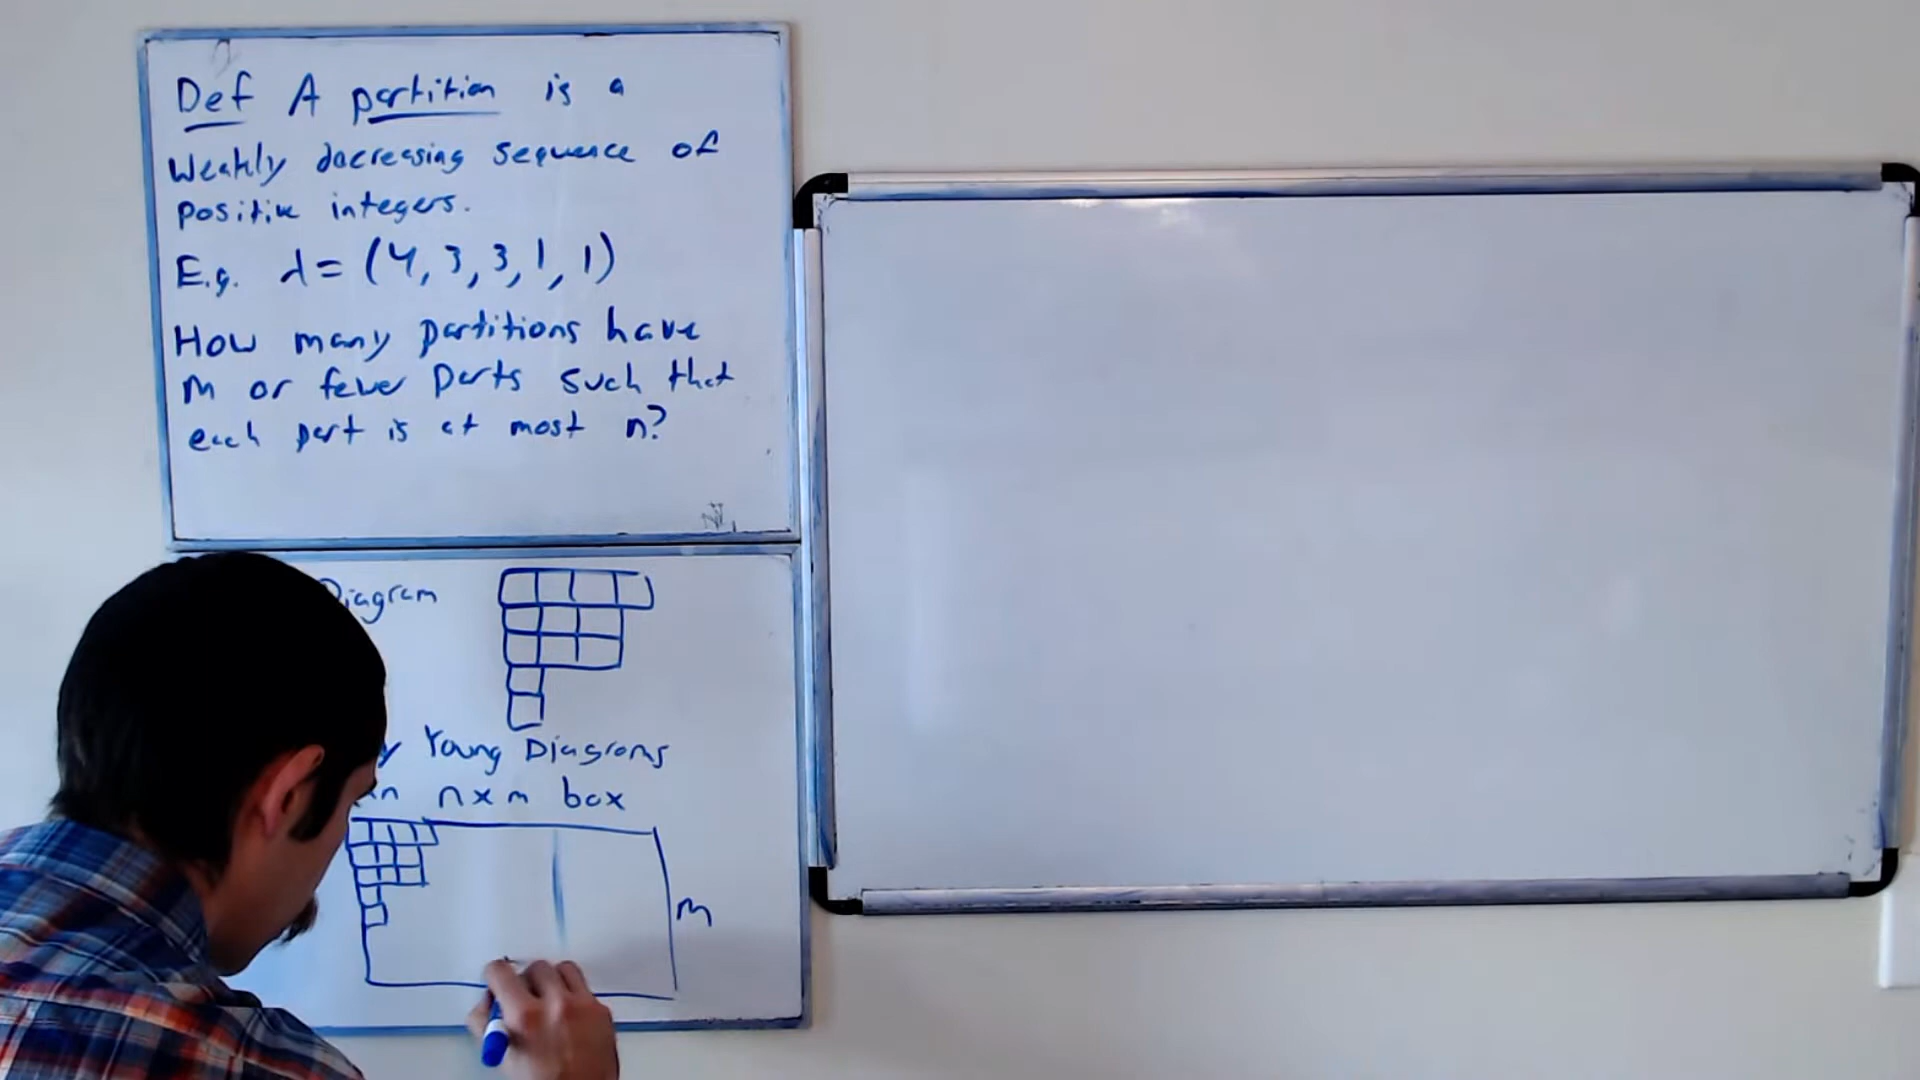 Def A partition is a
Weakly decreasing sequence of
positive integers.
E.g. λ = (4, 3, 3, 1, 1)
How many partitions have
m or fewer parts such that
each part is at most n?
Diagram
Young Diagrams
n x m box
m